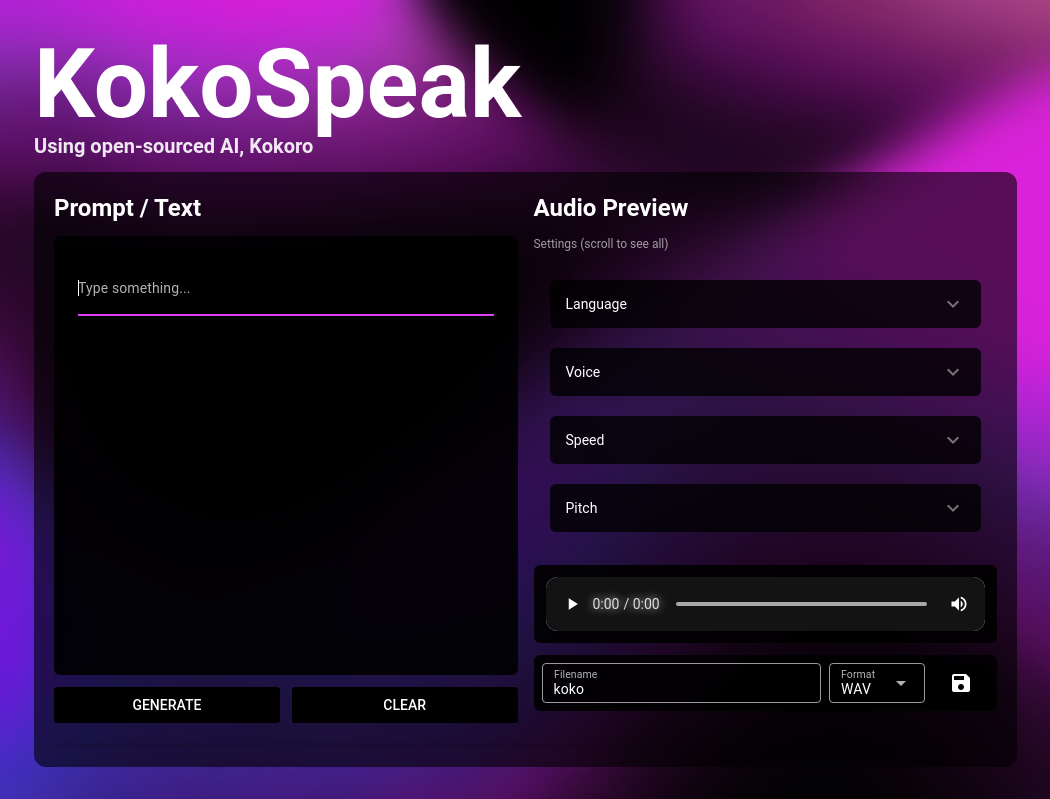 KokoSpeak
Using open-sourced AI, Kokoro
Prompt / Text
Type something...
GENERATE
CLEAR
Audio Preview
Settings (scroll to see all)
Language
Voice
Speed
Pitch
0:00 / 0:00
Filename
koko
Format
WAV